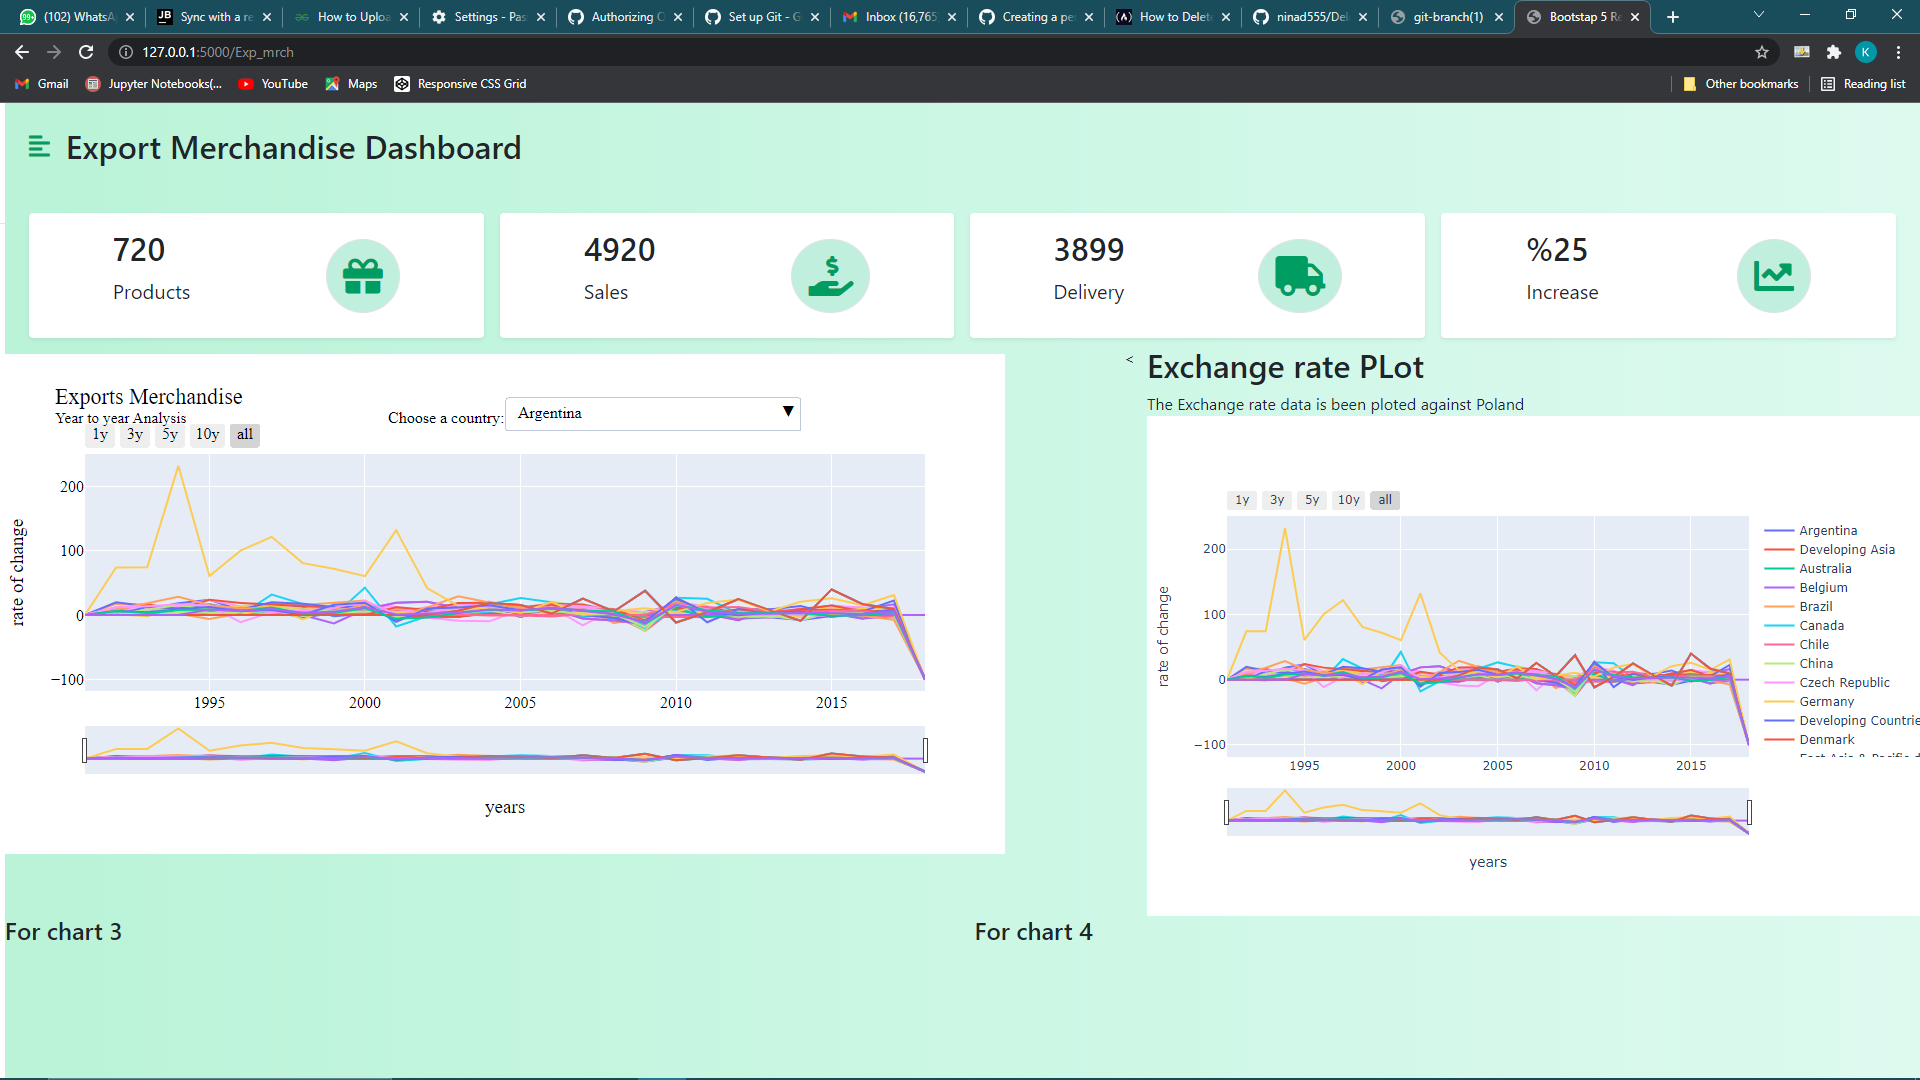 (102) WhatsA
Sync with a re
How to Uploa
Settings - Pas
Authorizing O
Set up Git - G
Inbox (16,765
Creating a pe
How to Delet
ninad555/Del
git-branch(1)
Bootstap 5 Re
127.0.0.1:5000/Exp_mrch
K
Gmail
Jupyter Notebooks(...
YouTube
Maps
Responsive CSS Grid
Other bookmarks
Reading list
Export Merchandise Dashboard
720
Products
4920
Sales
3899
Delivery
%25
Increase
Exports Merchandise
Year to year Analysis
Choose a country:
Argentina
1y 3y 5y 10y all
200
100
0
−100
rate of change
1995 2000 2005 2010 2015
years
<
Exchange rate PLot
The Exchange rate data is been ploted against Poland
1y 3y 5y 10y all
200
100
0
−100
rate of change
1995 2000 2005 2010 2015
years
Argentina
Developing Asia
Australia
Belgium
Brazil
Canada
Chile
China
Czech Republic
Germany
Developing Countrie
Denmark
For chart 3
For chart 4